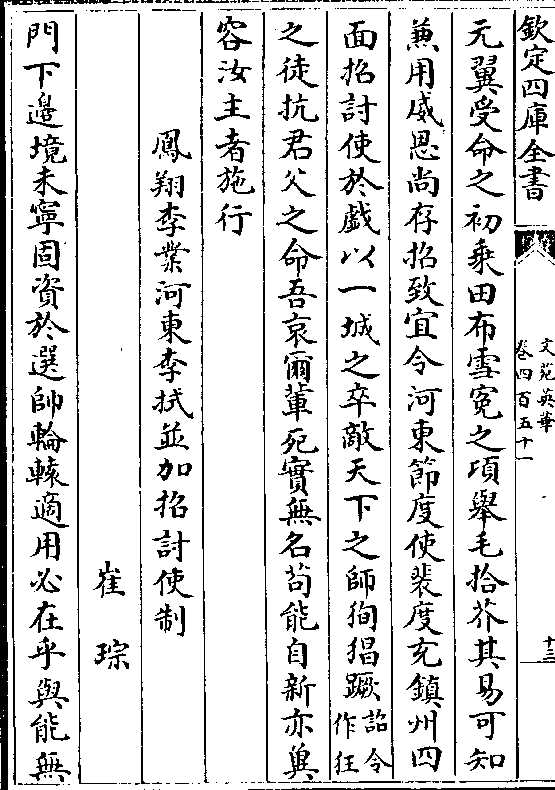 欽定四庫全書
文苑英華
卷四百五十一
十三
元翼受命之初乗田布雪寃之項舉毛拾芥其易可知
兼用威恩尚存招致宜令河東節度使裴度充鎮州四
面招討使於戲以一城之卒敵天下之師狥猖蹶詔令作狂
之徒抗君父之命吾哀爾輩死實無名茍能自新亦兾
容汝主者施行
鳳翔李業河東李拭並加招討使制
崔琮
門下邉境未寧固資於選帥輪轅適用必在乎與能無